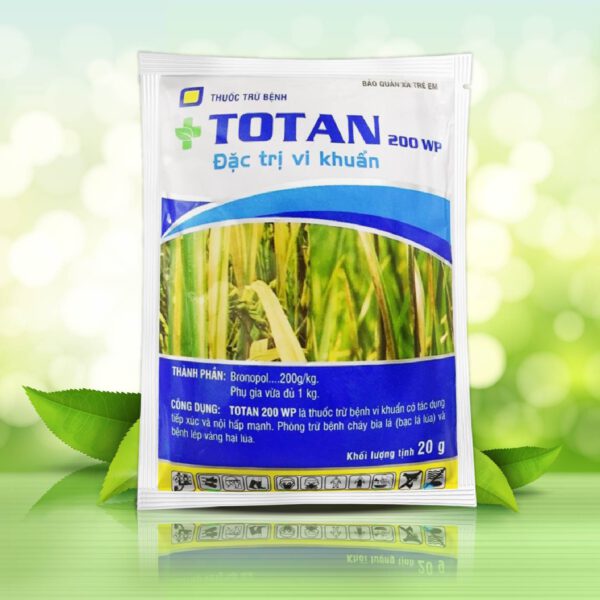 BẢO QUẢN XA TRẺ EM
THUỐC TRỪ BỆNH
TOTAN 200 WP
Đặc trị vi khuẩn
THÀNH PHẦN: Bronopol....200g/kg.
Phụ gia vừa đủ 1 kg.
CÔNG DỤNG: TOTAN 200 WP là thuốc trừ bệnh vi khuẩn có tác dụng
tiếp xúc và nội hấp mạnh. Phòng trừ bệnh cháy bìa lá (bạc lá lúa) và
bệnh lép vàng hại lúa.
Khối lượng tịnh 20 g